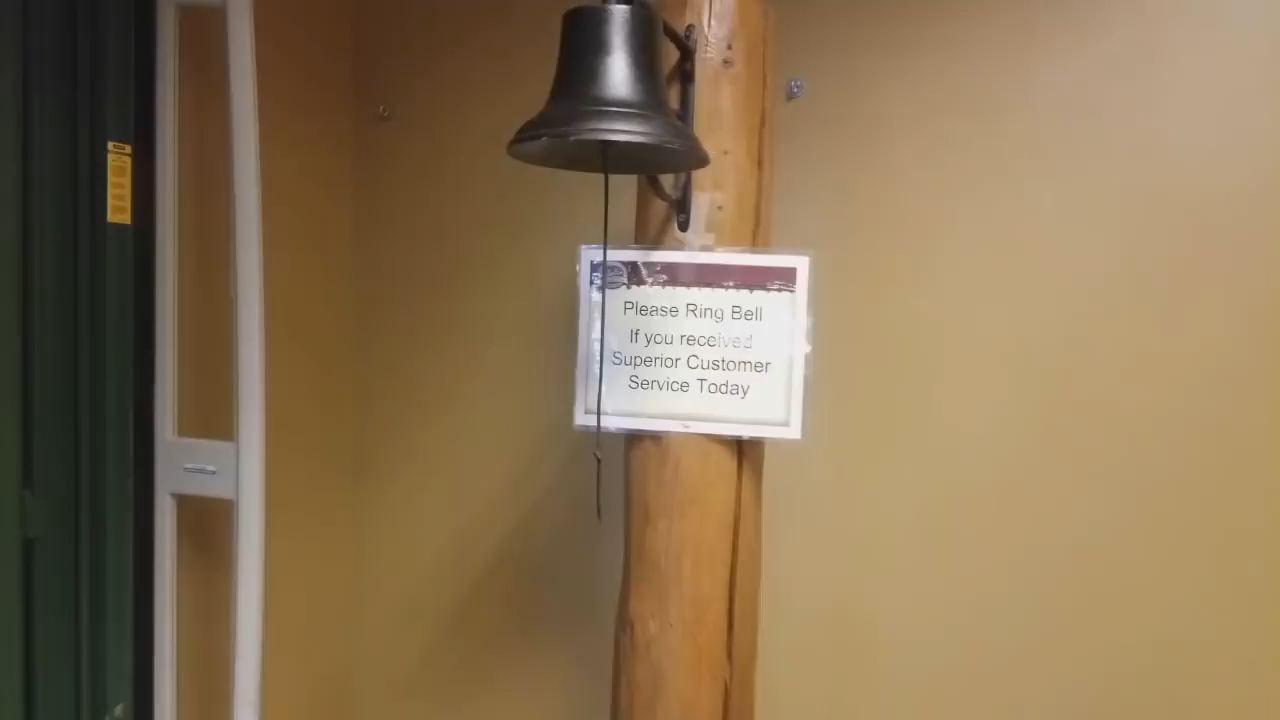 Please Ring Bell
If you received
Superior Customer
Service Today